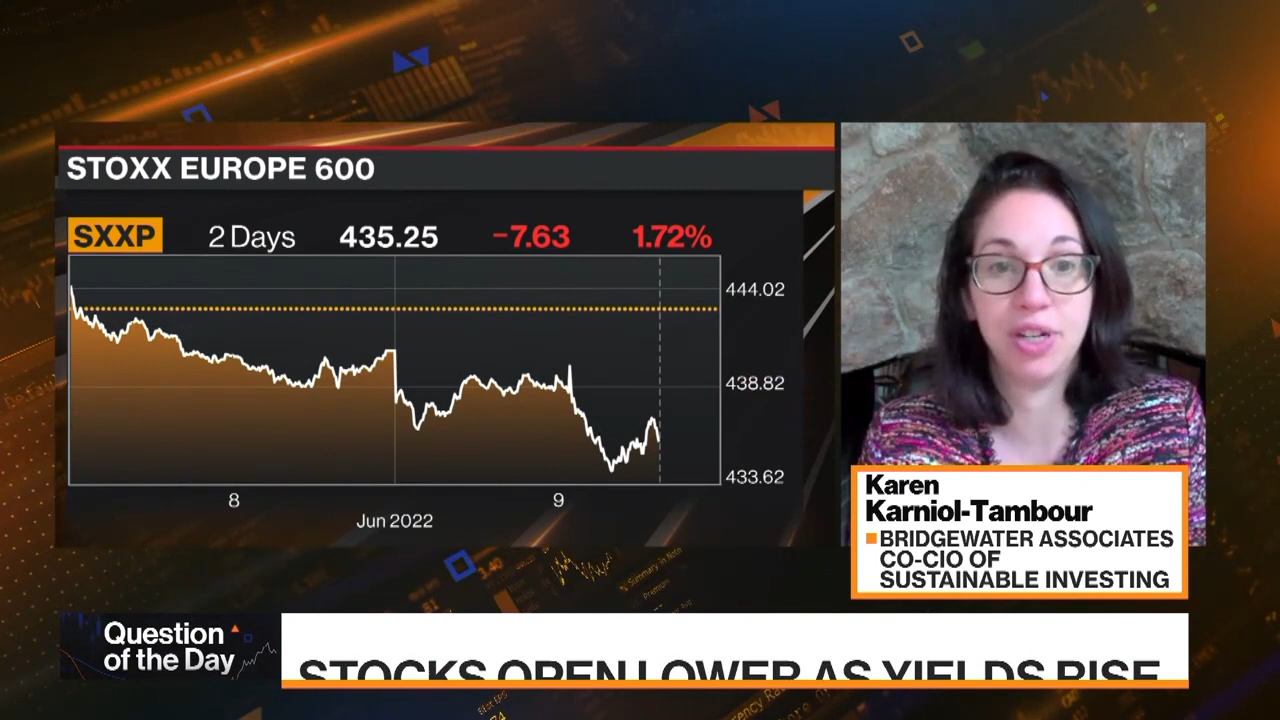 STOXX EUROPE 600
SXXP 2 Days 435.25 −7.63 1.72%
444.02
438.82
433.62
8 9
Jun 2022
Karen
Karniol-Tambour
BRIDGEWATER ASSOCIATES
CO-CIO OF
SUSTAINABLE INVESTING
Question
of the Day
STOCKS OPEN LOWER AS YIELDS RISE